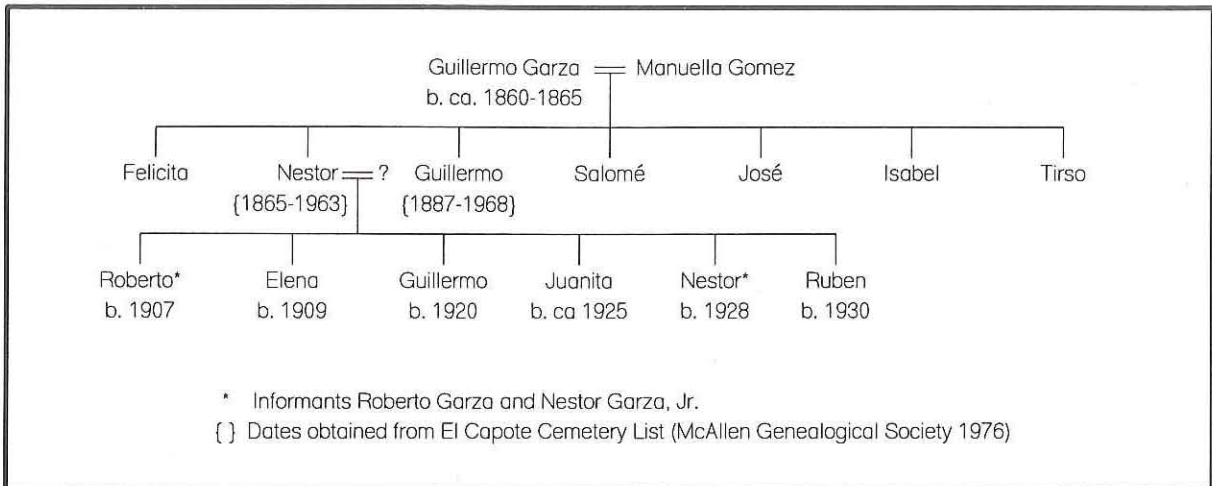 Guillermo Garza Manuella Gomez
b. ca. 1860-1865
Felicita Nestor ? Guillermo Salomé José Isabel Tirso
{1865-1963} {1887-1968}
Roberto* Elena Guillermo Juanita Nestor* Ruben
b. 1907 b. 1909 b. 1920 b. ca 1925 b. 1928 b. 1930
* Informants Roberto Garza and Nestor Garza, Jr.
{ } Dates obtained from El Capote Cemetery List (McAllen Genealogical Society 1976)